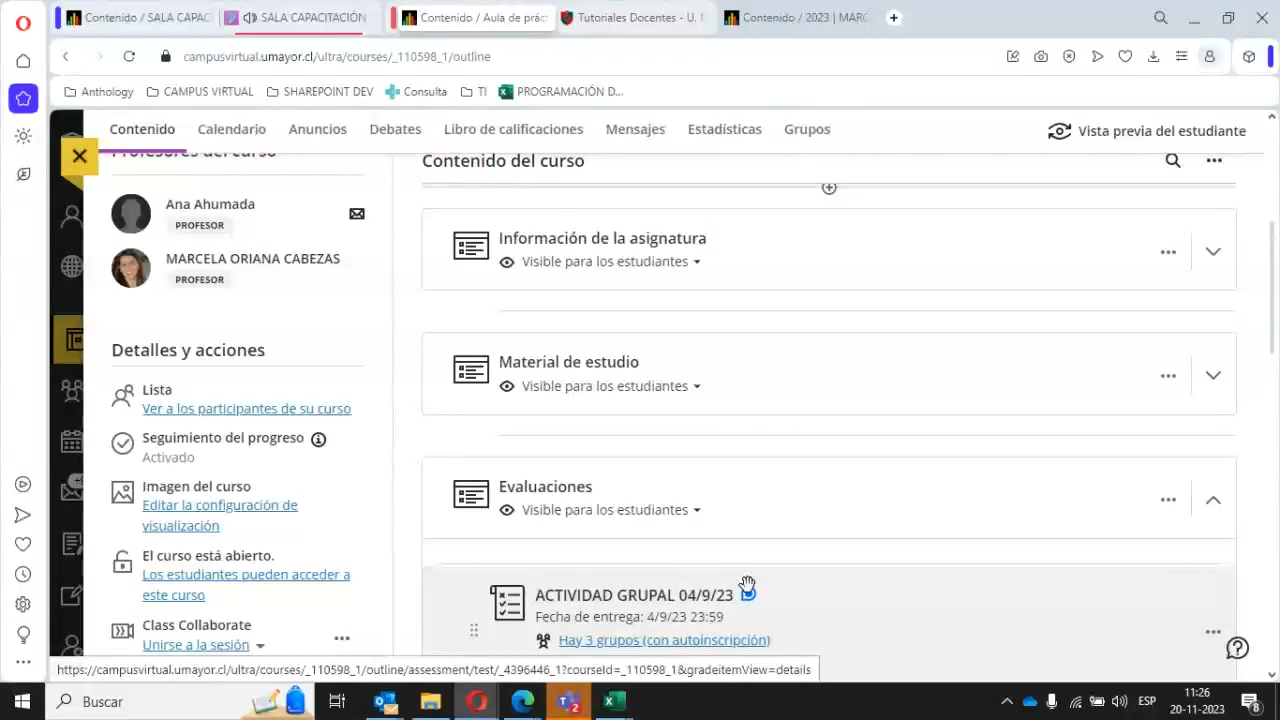 Contenido / SALA CAPAC
SALA CAPACITACIÓN
Contenido / Aula de prác
Tutoriales Docentes - U.
Contenido / 2023 | MARC
campusvirtual.umayor.cl/ultra/courses/_110598_1/outline
Anthology
CAMPUS VIRTUAL
SHAREPOINT DEV
Consulta
TI
PROGRAMACIÓN D...
Contenido
Calendario
Anuncios
Debates
Libro de calificaciones
Mensajes
Estadísticas
Grupos
Vista previa del estudiante
Profesores del curso
Ana Ahumada
PROFESOR
MARCELA ORIANA CABEZAS
PROFESOR
Detalles y acciones
Lista
Ver a los participantes de su curso
Seguimiento del progreso
Activado
Imagen del curso
Editar la configuración de
visualización
El curso está abierto.
Los estudiantes pueden acceder a
este curso
Class Collaborate
Unirse a la sesión
Contenido del curso
Información de la asignatura
Visible para los estudiantes
Material de estudio
Visible para los estudiantes
Evaluaciones
Visible para los estudiantes
ACTIVIDAD GRUPAL 04/9/23
Fecha de entrega: 4/9/23 23:59
Hay 3 grupos (con autoinscripción)
https://campusvirtual.umayor.cl/ultra/courses/_110598_1/outline/assessment/test/_4396446_1?courseId=_110598_1&gradeitemView=details
Buscar
ESP
11:26
20-11-2023